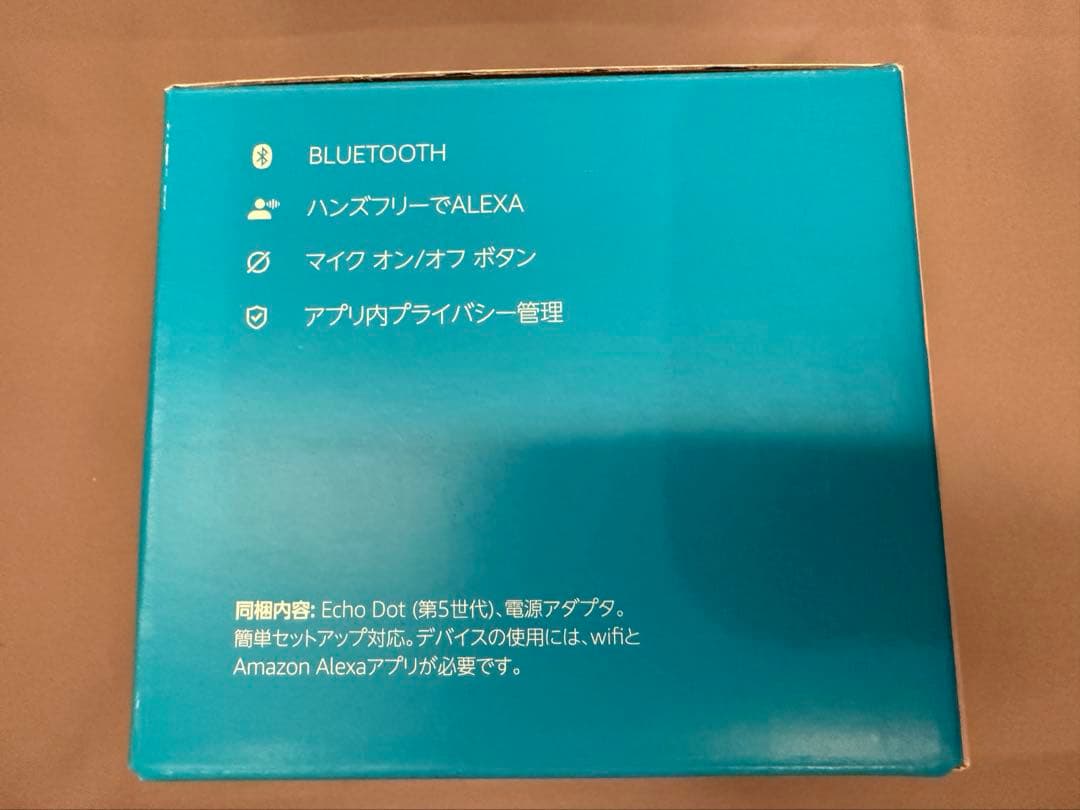 BLUETOOTH
ハンズフリーでALEXA
マイク オン/オフ ボタン
アプリ内プライバシー管理
同梱内容: Echo Dot (第5世代)、電源アダプタ。
簡単セットアップ対応。デバイスの使用には、wifiと
Amazon Alexaアプリが必要です。